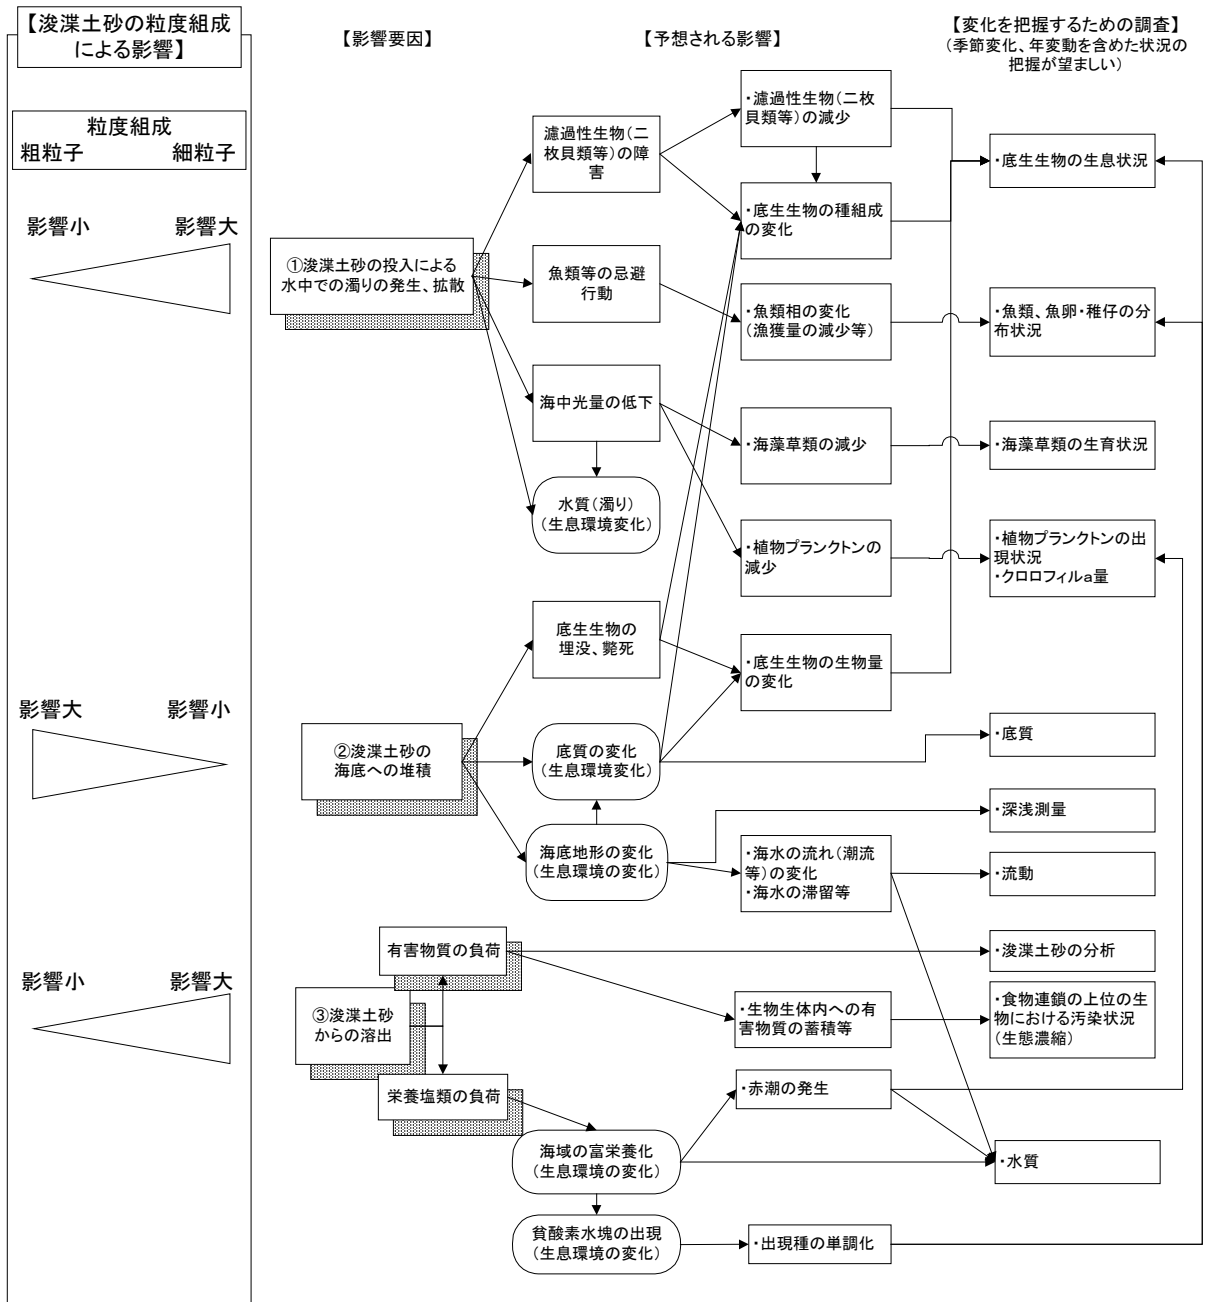 【浚渫土砂の粒度組成
による影響】
粒度組成
粗粒子 細粒子
影響小 影響大
影響大 影響小
影響小 影響大
【影響要因】
①浚渫土砂の投入による
水中での濁りの発生、拡散
②浚渫土砂の
海底への堆積
有害物質の負荷
③浚渫土砂
からの溶出
栄養塩類の負荷
【予想される影響】
濾過性生物(二
枚貝類等)の障
害
魚類等の忌避
行動
海中光量の低下
水質(濁り)
(生息環境変化)
底生生物の
埋没、斃死
底質の変化
(生息環境変化)
海底地形の変化
(生息環境の変化)
海域の富栄養化
(生息環境の変化)
貧酸素水塊の出現
(生息環境の変化)
・濾過性生物(二枚
貝類等)の減少
・底生生物の種組成
の変化
・魚類相の変化
(漁獲量の減少等)
・海藻草類の減少
・植物プランクトンの
減少
・底生生物の生物量
の変化
・海水の流れ(潮流
等)の変化
・海水の滞留等
・生物生体内への有
害物質の蓄積等
・赤潮の発生
・出現種の単調化
【変化を把握するための調査】
(季節変化、年変動を含めた状況の
把握が望ましい)
・底生生物の生息状況
・魚類、魚卵・稚仔の分
布状況
・海藻草類の生育状況
・植物プランクトンの出
現状況
・クロロフィルa量
・底質
・深浅測量
・流動
・浚渫土砂の分析
・食物連鎖の上位の生
物における汚染状況
(生態濃縮)
・水質